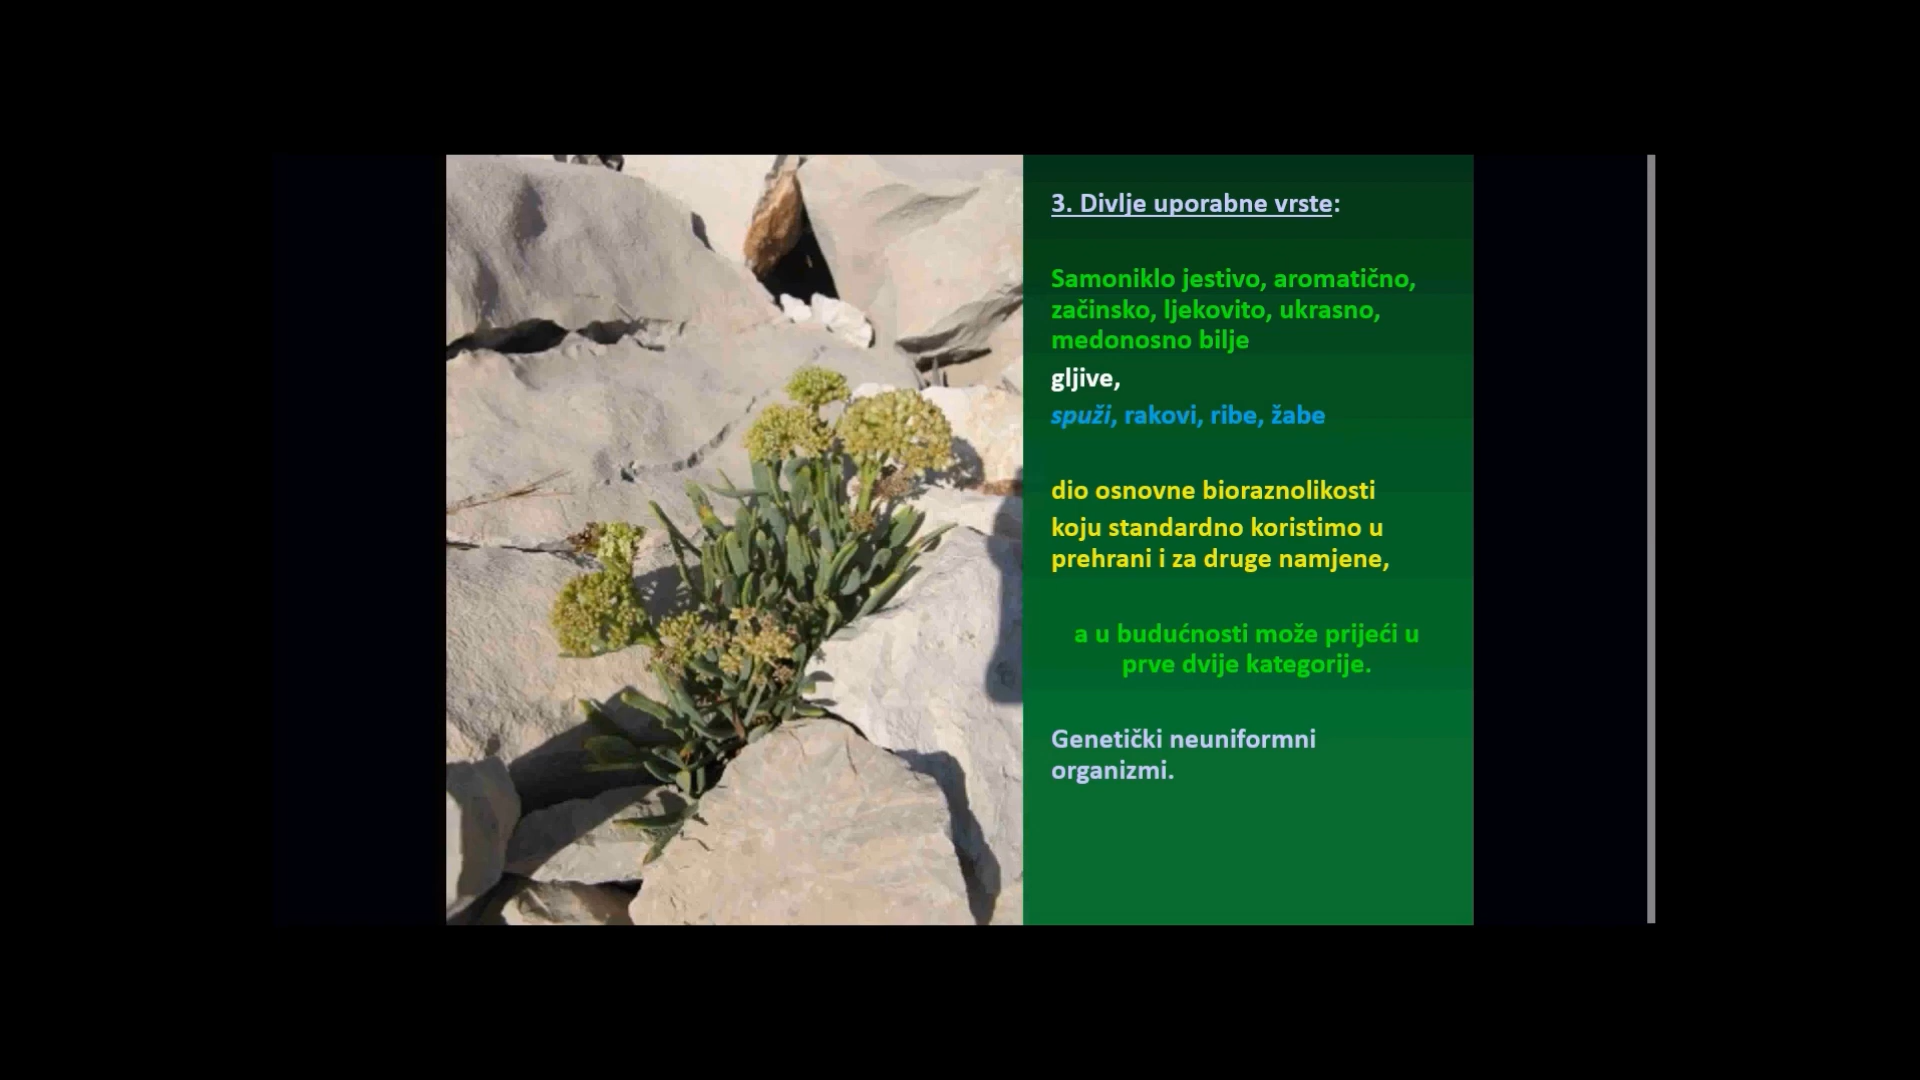 3. Divlje uporabne vrste:
Samoniklo jestivo, aromatično,
začinsko, ljekovito, ukrasno,
medonosno bilje
gljive,
spuži, rakovi, ribe, žabe
dio osnovne bioraznolikosti
koju standardno koristimo u
prehrani i za druge namjene,
a u budućnosti može prijeći u
prve dvije kategorije.
Genetički neuniformni
organizmi.